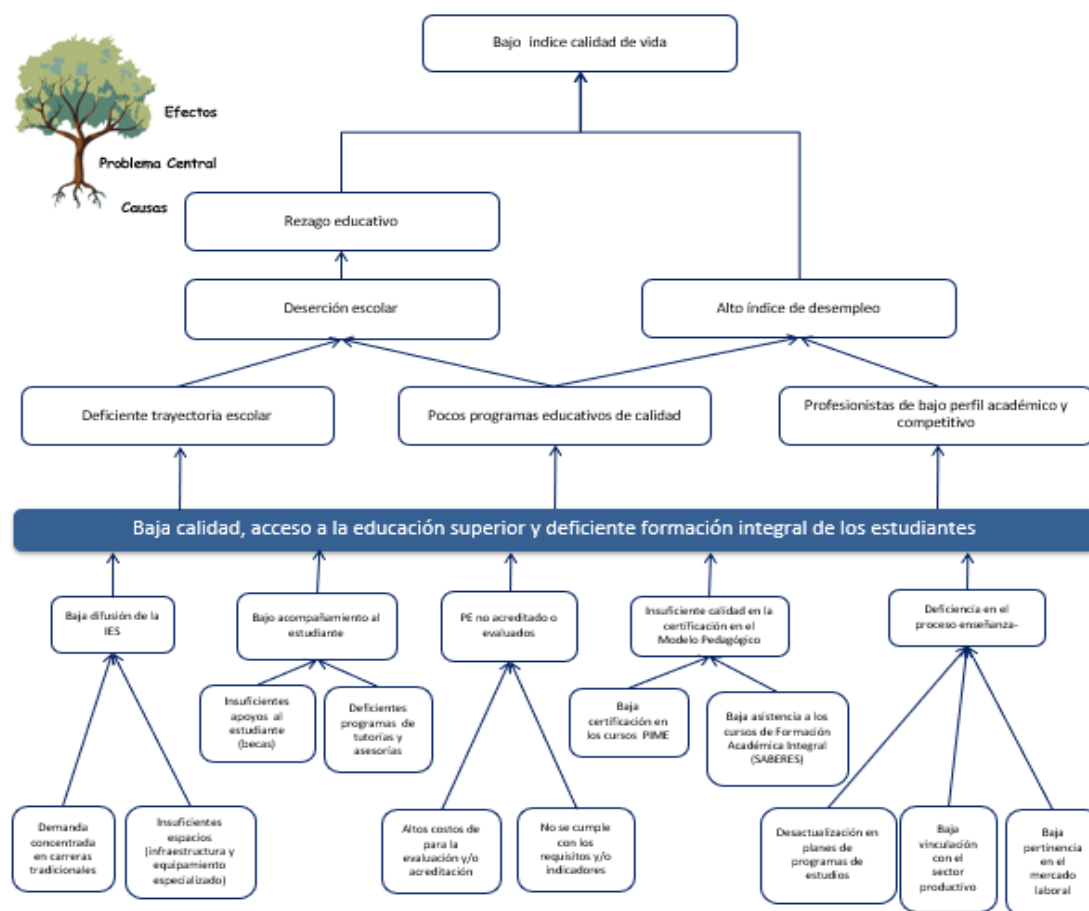 Bajo índice calidad de vida
Efectos
Problema Central
Causas
Rezago educativo
Deserción escolar
Alto índice de desempleo
Deficiente trayectoria escolar
Pocos programas educativos de calidad
Profesionistas de bajo perfil académico y
competitivo
Baja calidad, acceso a la educación superior y deficiente formación integral de los estudiantes
Baja difusión de la
IES
Bajo acompañamiento al
estudiante
PE no acreditado o
evaluados
Insuficiente calidad en la
certificación en el
Modelo Pedagógico
Deficiencia en el
proceso enseñanza-
Insuficientes
apoyos al
estudiante
(becas)
Deficientes
programas de
tutorías y
asesorías
Baja
certificación en
los cursos PIME
Baja asistencia a los
cursos de Formación
Académica Integral
(SABERES)
Demanda
concentrada
en carreras
tradicionales
Insuficientes
espacios
(infraestructura y
equipamiento
especializado)
Altos costos de
para la
evaluación y/o
acreditación
No se cumple
con los
requisitos y/o
indicadores
Desactualización en
planes de
programas de
estudios
Baja
vinculación
con el
sector
productivo
Baja
pertinencia
en el
mercado
laboral